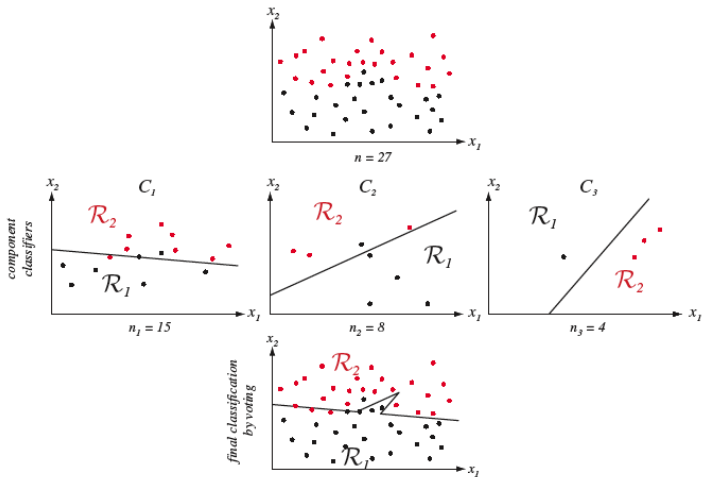 x2
x1
n = 27
x2
C1
R2
R1
x1
n1 = 15
component
classifiers
x2
C2
R2
R1
x1
n2 = 8
x2
C3
R1
R2
x1
n3 = 4
final classification
by voting
x2
R2
R1
x1